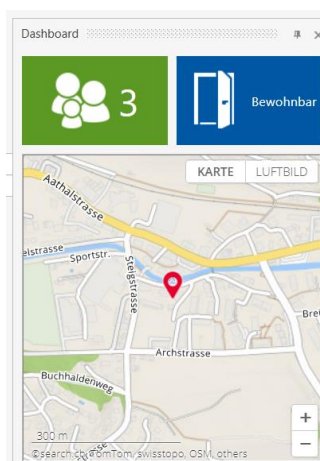 Dashboard
3
Bewohnbar
KARTE
LUFTBILD
Aathalstrasse
elstrasse
Sportstr.
Steigstrasse
Bre
Archstrasse
Buchhaldenweg
300 m
+
−
©search.ch, TomTom, swisstopo, OSM, others